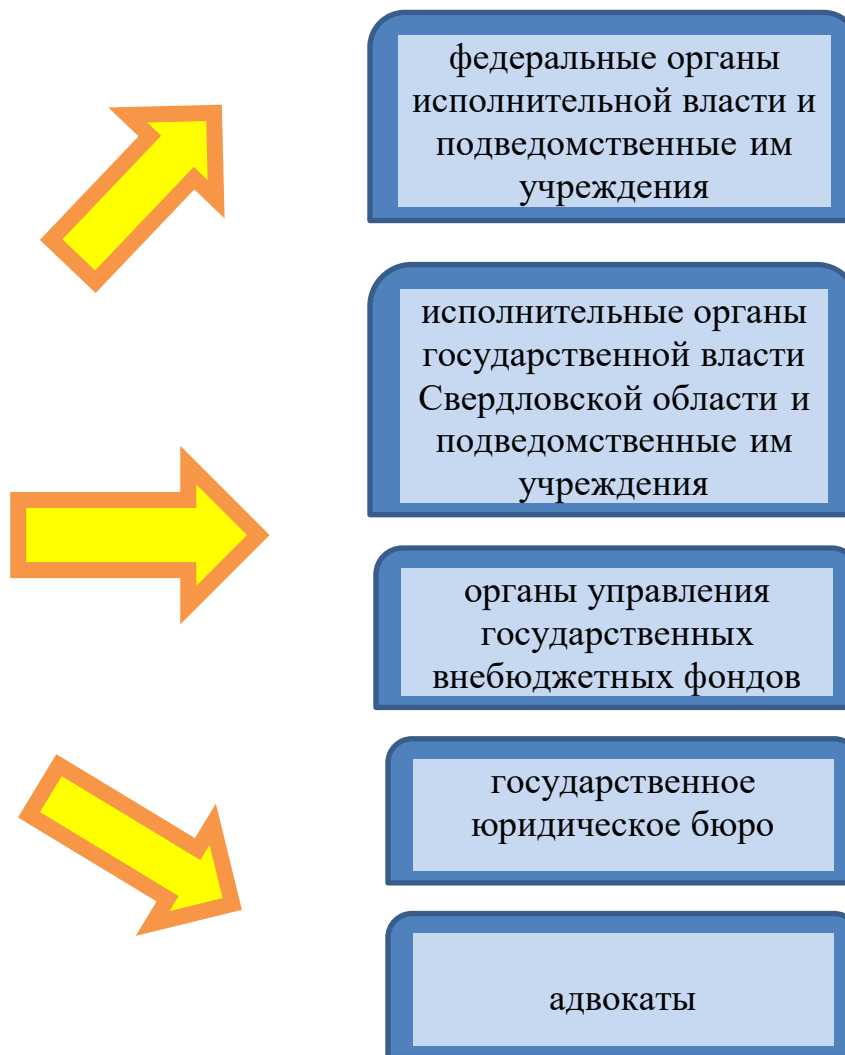 федеральные органы
исполнительной власти и
подведомственные им
учреждения
исполнительные органы
государственной власти
Свердловской области и
подведомственные им
учреждения
органы управления
государственных
внебюджетных фондов
государственное
юридическое бюро
адвокаты